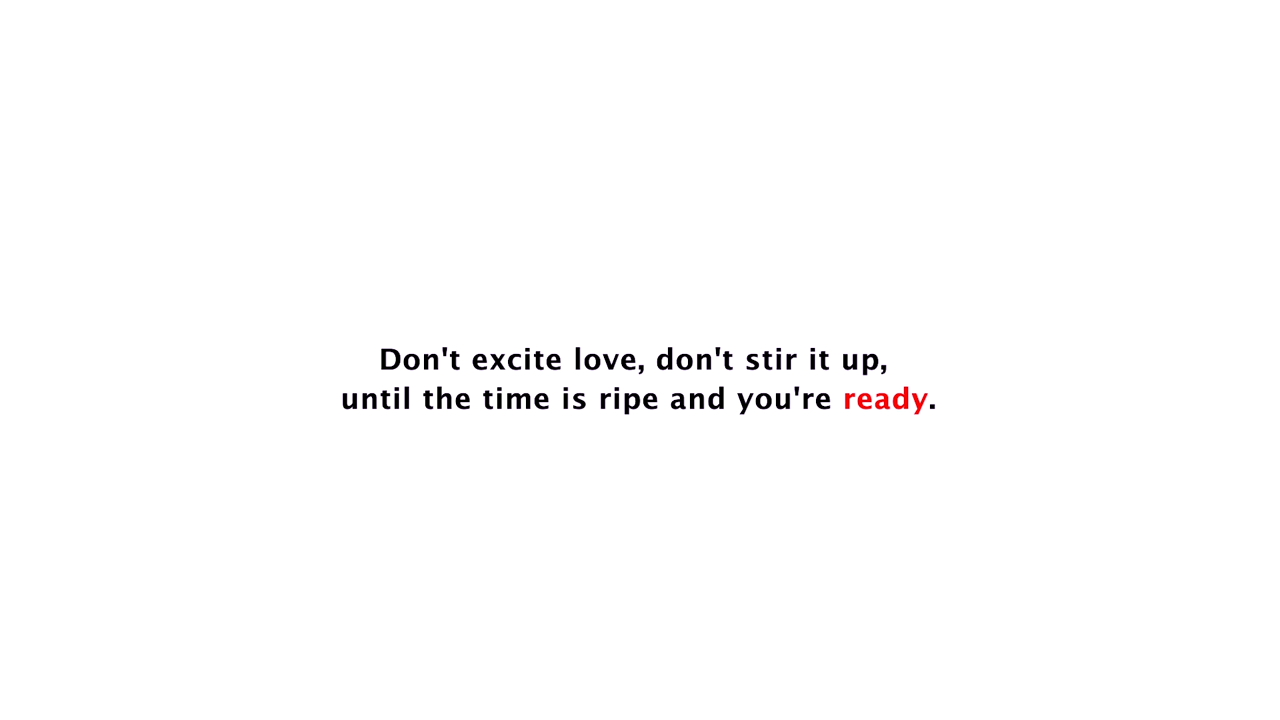 Don't excite love, don't stir it up,
until the time is ripe and you're ready.